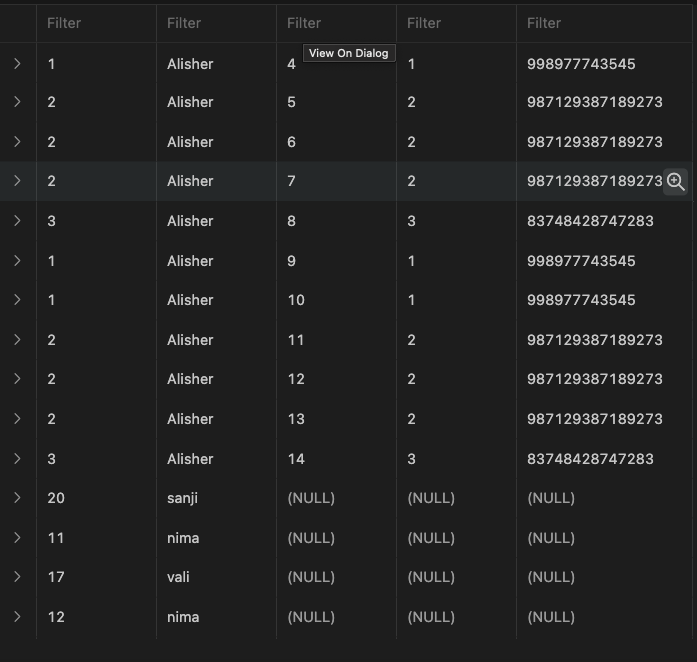 Filter Filter Filter Filter Filter
View On Dialog
1 Alisher 4 1 998977743545
2 Alisher 5 2 987129387189273
2 Alisher 6 2 987129387189273
2 Alisher 7 2 987129387189273
3 Alisher 8 3 83748428747283
1 Alisher 9 1 998977743545
1 Alisher 10 1 998977743545
2 Alisher 11 2 987129387189273
2 Alisher 12 2 987129387189273
2 Alisher 13 2 987129387189273
3 Alisher 14 3 83748428747283
20 sanji (NULL) (NULL) (NULL)
11 nima (NULL) (NULL) (NULL)
17 vali (NULL) (NULL) (NULL)
12 nima (NULL) (NULL) (NULL)